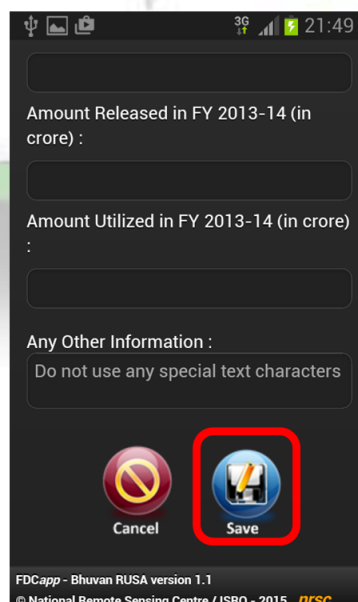 3G 21:49
Amount Released in FY 2013-14 (in
crore) :
Amount Utilized in FY 2013-14 (in crore)
:
Any Other Information :
Do not use any special text characters
Cancel Save
FDCapp - Bhuvan RUSA version 1.1
© National Remote Sensing Centre / ISRO - 2015 nrsc